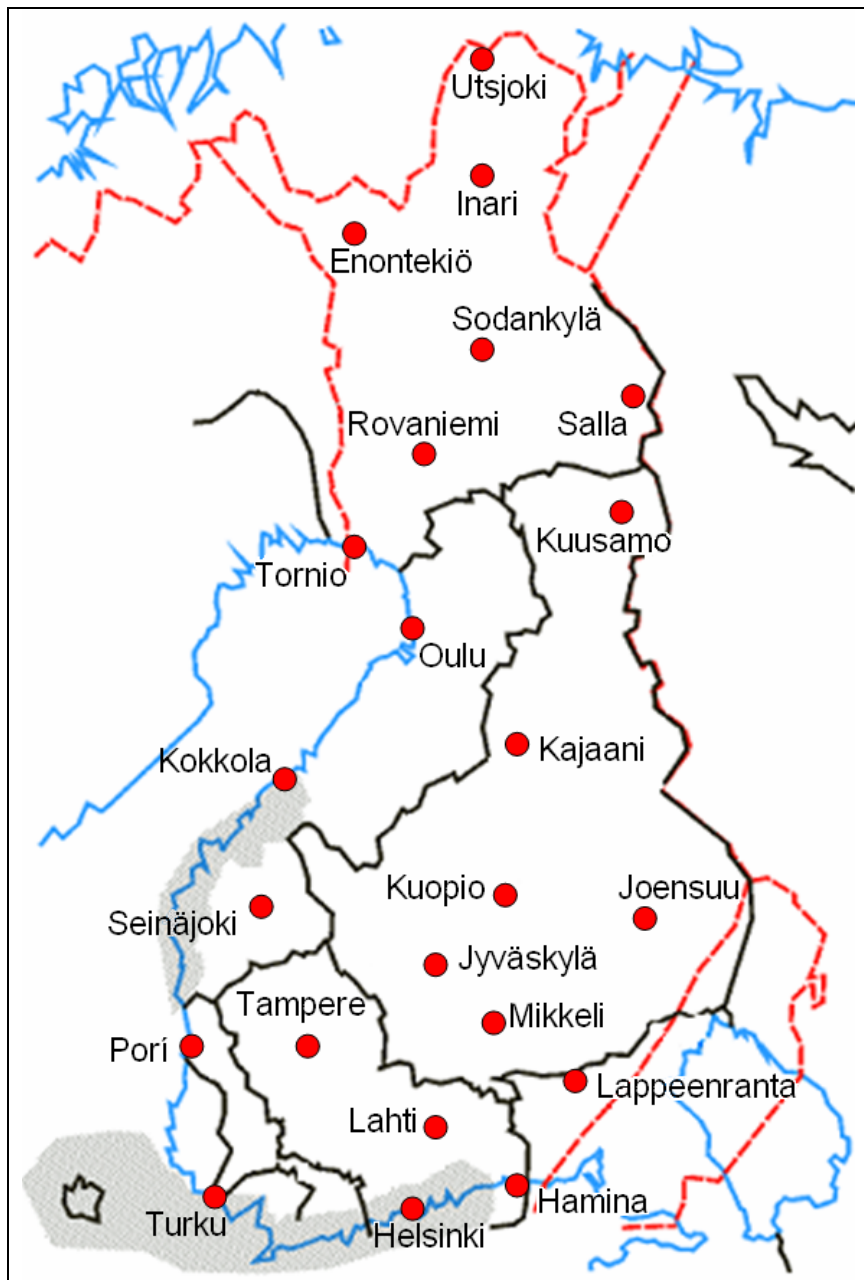 Utsjoki
Inari
Enontekiö
Sodankylä
Salla
Rovaniemi
Kuusamo
Tornio
Oulu
Kokkola
Kajaani
Kuopio
Joensuu
Seinäjoki
Jyväskylä
Tampere
Mikkeli
Pori
Lappeenranta
Lahti
Turku
Helsinki
Hamina